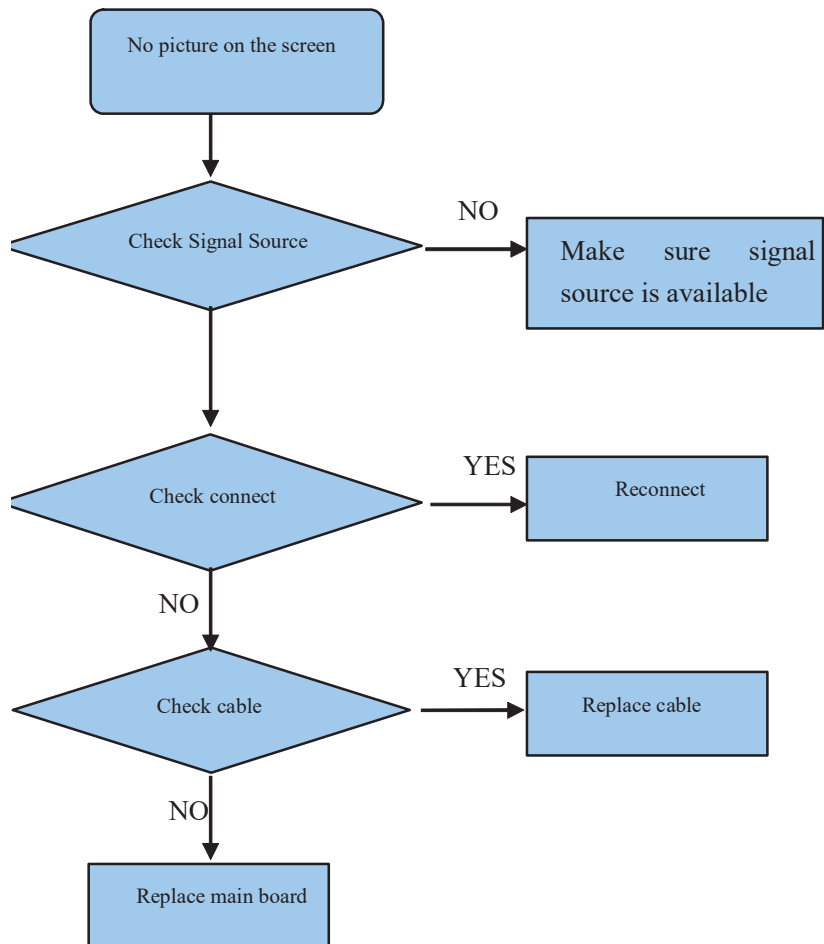 No picture on the screen
Check Signal Source
NO
Make sure signal
source is available
Check connect
YES
Reconnect
NO
Check cable
YES
Replace cable
NO
Replace main board